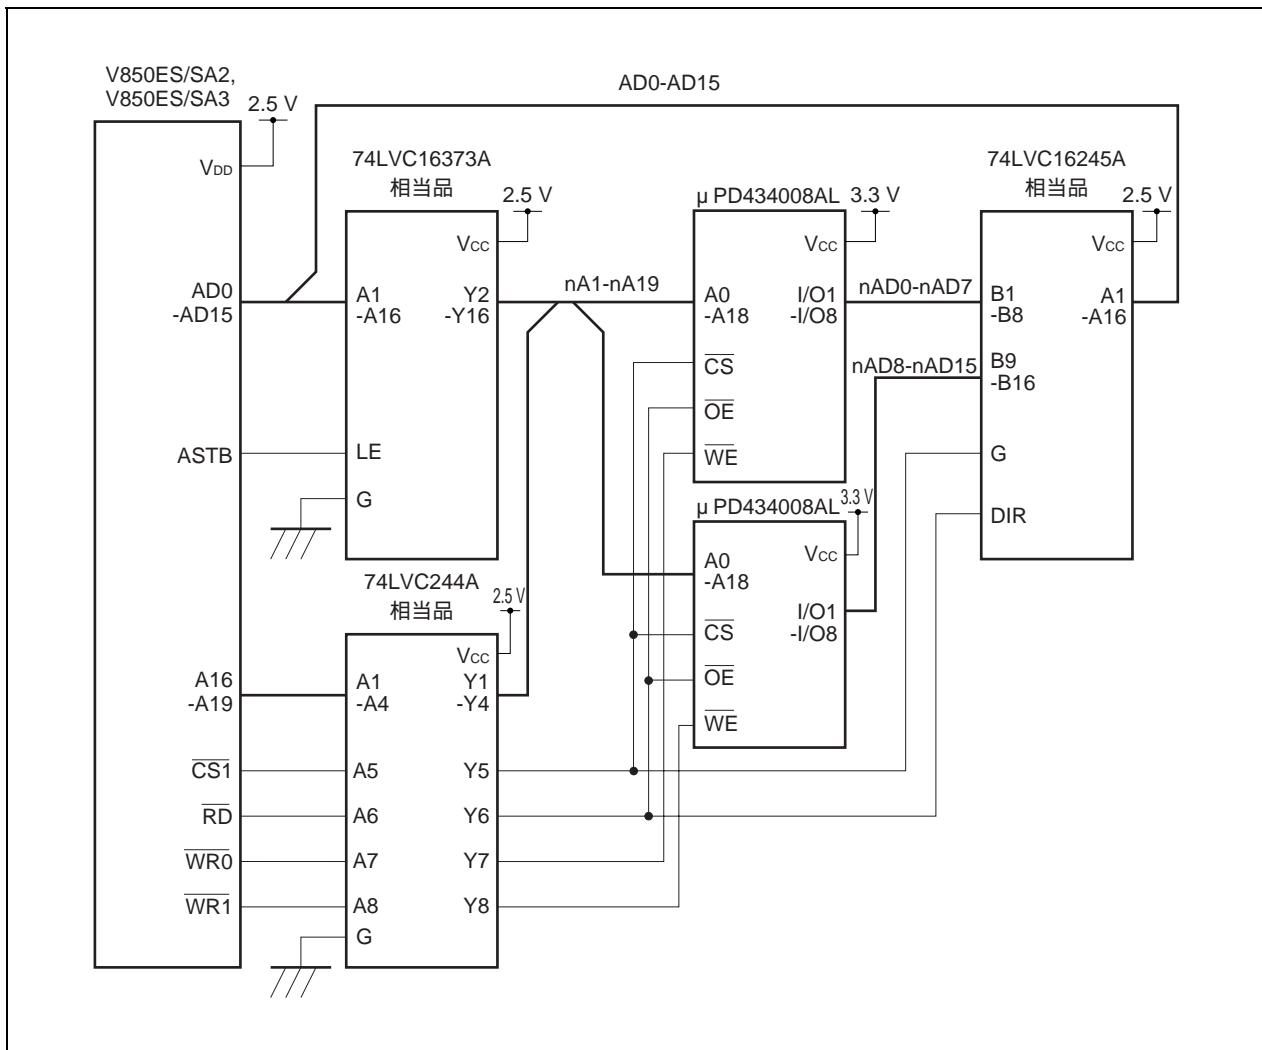 V850ES/SA2,
V850ES/SA3
2.5 V
VDD
AD0
-AD15
ASTB
A16
-A19
CS1
RD
WR0
WR1
AD0-AD15
74LVC16373A
相当品
2.5 V
VCC
A1
-A16
Y2
-Y16
LE
G
74LVC244A
相当品
2.5 V
VCC
A1
-A4
Y1
-Y4
A5
Y5
A6
Y6
A7
Y7
A8
Y8
G
nA1-nA19
μ PD434008AL
3.3 V
VCC
A0
-A18
I/O1
-I/O8
CS
OE
WE
nAD0-nAD7
nAD8-nAD15
μ PD434008AL
3.3 V
VCC
A0
-A18
I/O1
-I/O8
CS
OE
WE
74LVC16245A
相当品
2.5 V
VCC
B1
-B8
A1
-A16
B9
-B16
G
DIR